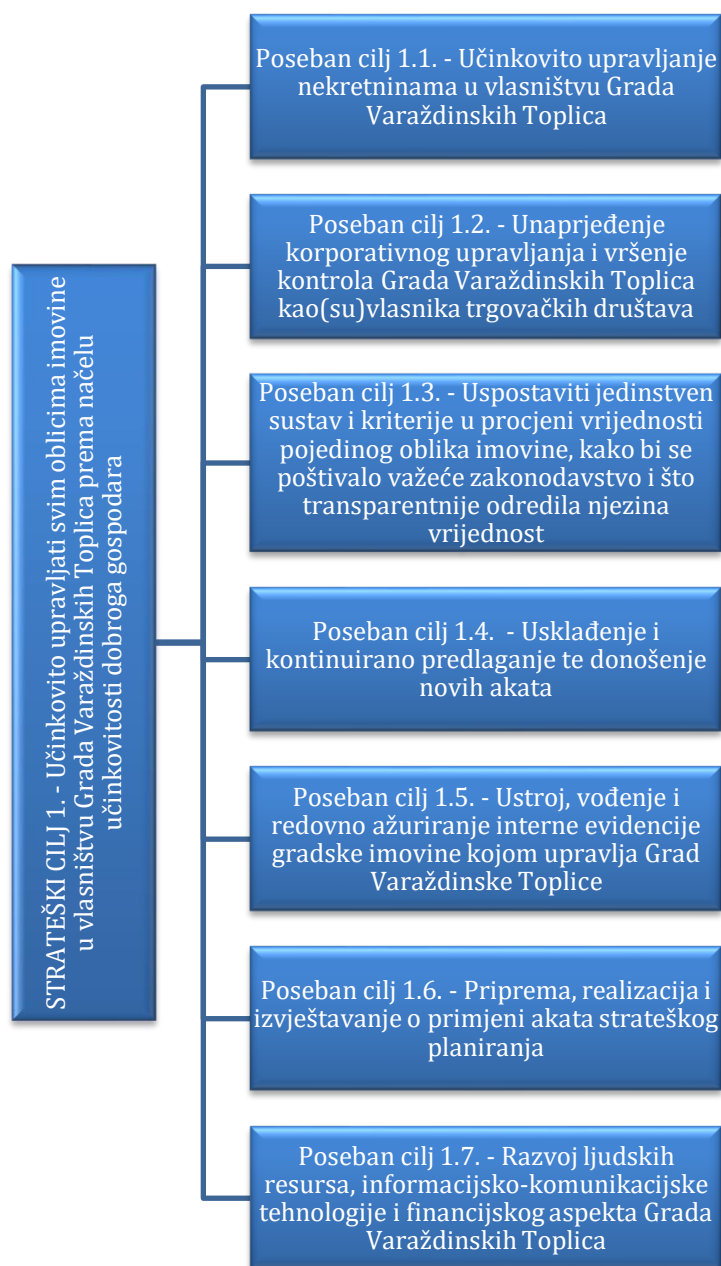 STRATEŠKI CILJ 1. - Učinkovito upravljati svim oblicima imovine
u vlasništvu Grada Varaždinskih Toplica prema načelu
učinkovitosti dobroga gospodara
Poseban cilj 1.1. - Učinkovito upravljanje
nekretninama u vlasništvu Grada
Varaždinskih Toplica
Poseban cilj 1.2. - Unaprjeđenje
korporativnog upravljanja i vršenje
kontrola Grada Varaždinskih Toplica
kao(su)vlasnika trgovačkih društava
Poseban cilj 1.3. - Uspostaviti jedinstven
sustav i kriterije u procjeni vrijednosti
pojedinog oblika imovine, kako bi se
poštivalo važeće zakonodavstvo i što
transparentnije odredila njezina
vrijednost
Poseban cilj 1.4. - Usklađenje i
kontinuirano predlaganje te donošenje
novih akata
Poseban cilj 1.5. - Ustroj, vođenje i
redovno ažuriranje interne evidencije
gradske imovine kojom upravlja Grad
Varaždinske Toplice
Poseban cilj 1.6. - Priprema, realizacija i
izvještavanje o primjeni akata strateškog
planiranja
Poseban cilj 1.7. - Razvoj ljudskih
resursa, informacijsko-komunikacijske
tehnologije i financijskog aspekta Grada
Varaždinskih Toplica